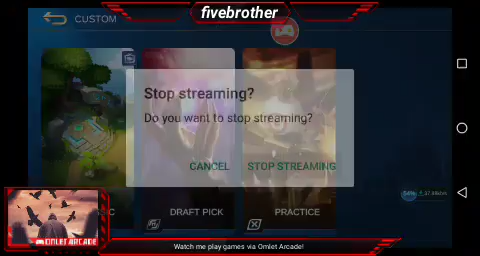 fivebrother
CUSTOM
Stop streaming?
Do you want to stop streaming?
CANCEL
STOP STREAMING
DRAFT PICK
PRACTICE
OMLET ARCADE
Watch me play games via Omlet Arcade!